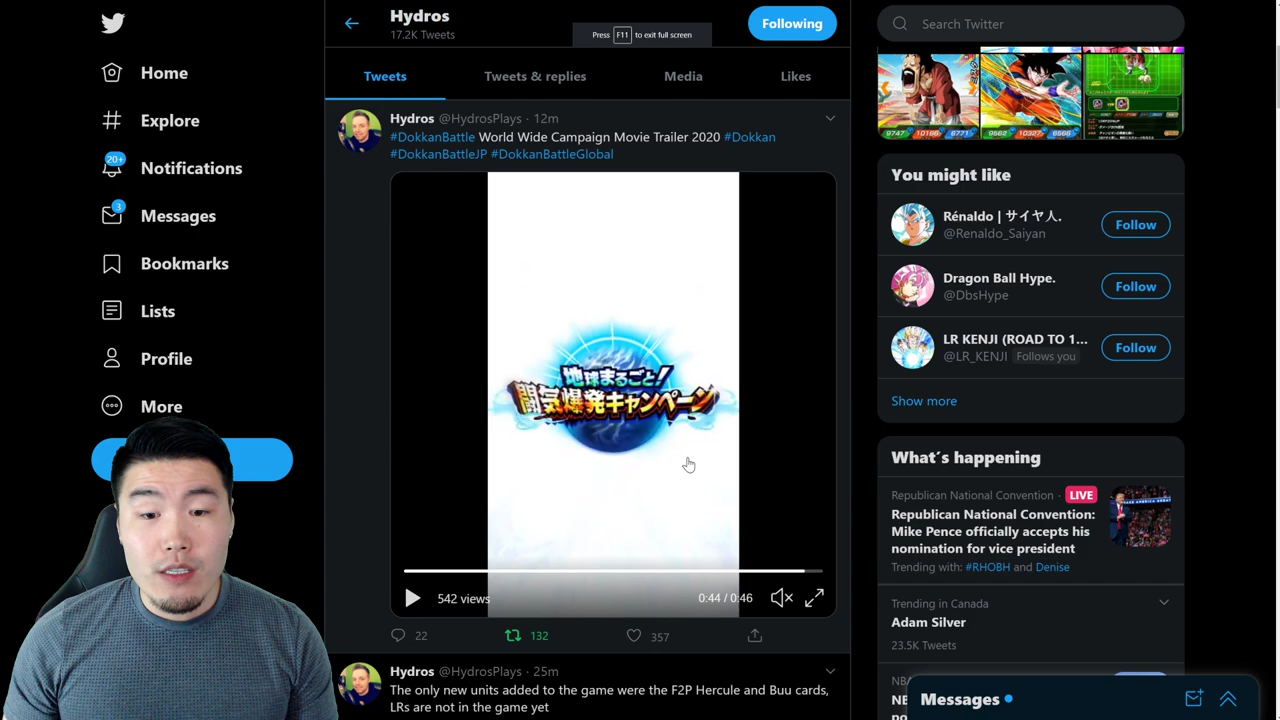 Home
Explore
20+
Notifications
3
Messages
Bookmarks
Lists
Profile
More
Hydros
17.2K Tweets
Press F11 to exit full screen
Following
Tweets
Tweets & replies
Media
Likes
Hydros @HydrosPlays · 12m
#DokkanBattle World Wide Campaign Movie Trailer 2020 #Dokkan
#DokkanBattleJP #DokkanBattleGlobal
地球まるごと!
闘気爆発キャンペーン
542 views
0:44 / 0:46
22
132
357
Hydros @HydrosPlays · 25m
The only new units added to the game were the F2P Hercule and Buu cards,
LRs are not in the game yet
Search Twitter
You might like
Rénaldo | サイヤ人.
@Renaldo_Saiyan
Follow
Dragon Ball Hype.
@DbsHype
Follow
LR KENJI (ROAD TO 1...
@LR_KENJI Follows you
Follow
Show more
What's happening
Republican National Convention · LIVE
Republican National Convention:
Mike Pence officially accepts his
nomination for vice president
Trending with: #RHOBH and Denise
Trending in Canada
Adam Silver
23.5K Tweets
Messages